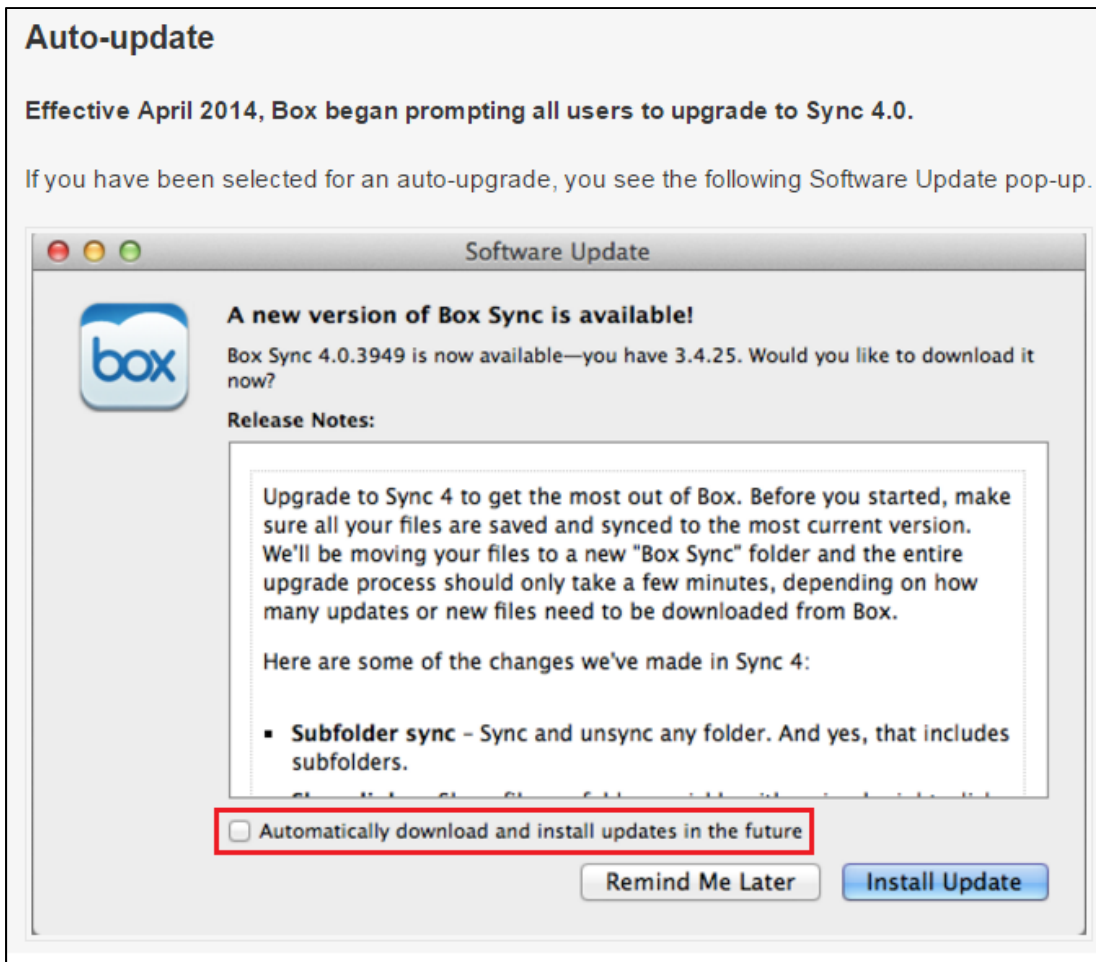 Auto-update
Effective April 2014, Box began prompting all users to upgrade to Sync 4.0.
If you have been selected for an auto-upgrade, you see the following Software Update pop-up.
Software Update
box
A new version of Box Sync is available!
Box Sync 4.0.3949 is now available—you have 3.4.25. Would you like to download it
now?
Release Notes:
Upgrade to Sync 4 to get the most out of Box. Before you started, make
sure all your files are saved and synced to the most current version.
We'll be moving your files to a new "Box Sync" folder and the entire
upgrade process should only take a few minutes, depending on how
many updates or new files need to be downloaded from Box.
Here are some of the changes we've made in Sync 4:
▪ Subfolder sync – Sync and unsync any folder. And yes, that includes
subfolders.
Automatically download and install updates in the future
Remind Me Later
Install Update